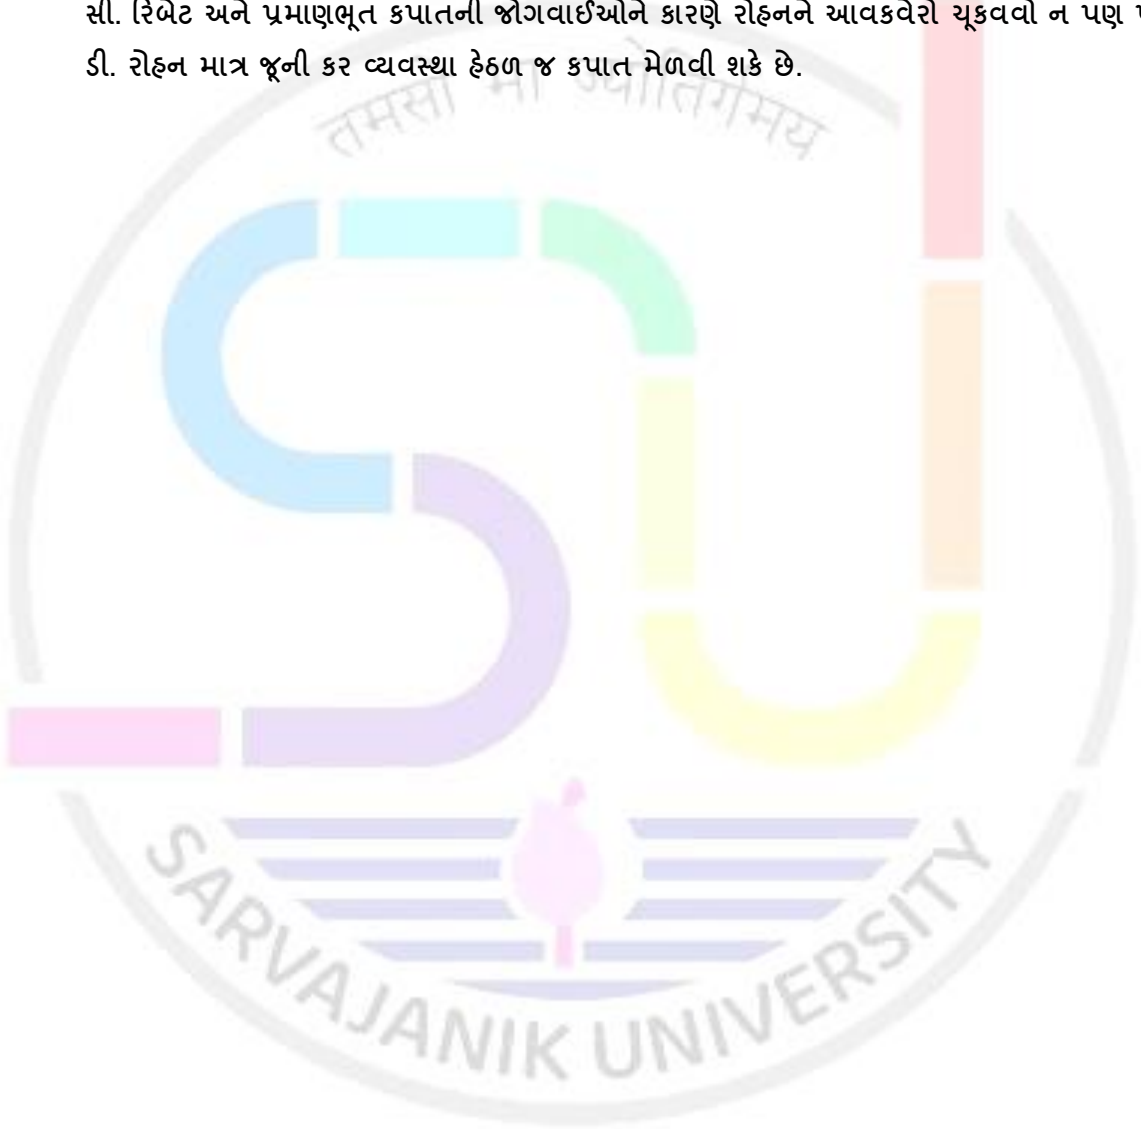 સી. રિબેટ અને પ્રમાણભૂત કપાતની જોગવાઈઓને કારણે રોહનને આવકવેરો ચૂકવવો ન પણ
ડી. રોહન માત્ર જૂની કર વ્યવસ્થા હેઠળ જ કપાત મેળવી શકે છે.
तमसो मा ज्योतिर्गमय
SARVAJANIK UNIVERSITY